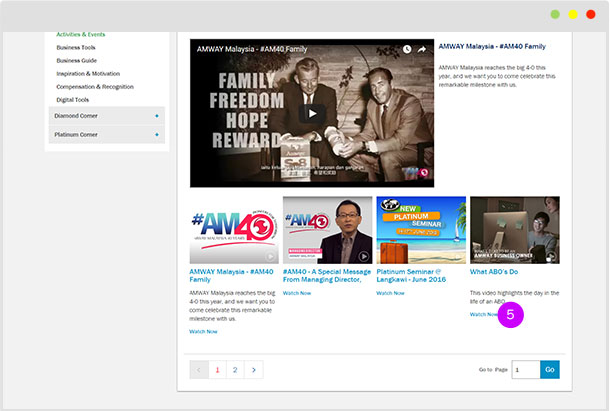 Activities & Events
Business Tools
Business Guide
Inspiration & Motivation
Compensation & Recognition
Digital Tools
Diamond Corner +
Platinum Corner +
AMWAY Malaysia - #AM40 Family
FAMILY
FREEDOM
HOPE
REWARD
AMWAY Malaysia - #AM40 Family
AMWAY Malaysia reaches the big 4-0 this
year, and we want you to come celebrate this
remarkable milestone with us.
#AM40
AMWAY Malaysia - #AM40
Family
AMWAY Malaysia reaches the big
4-0 this year, and we want you to
come celebrate this remarkable
milestone with us.
Watch Now
#AM40
#AM40 - A Special Message
From Managing Director,
Watch Now
NEW
PLATINUM
SEMINAR
Platinum Seminar @
Langkawi - June 2016
Watch Now
AMWAY BUSINESS OWNER
What ABO's Do
This video highlights the day in the
life of an ABO
Watch Now
5
< 1 2 >
Go to Page 1 Go